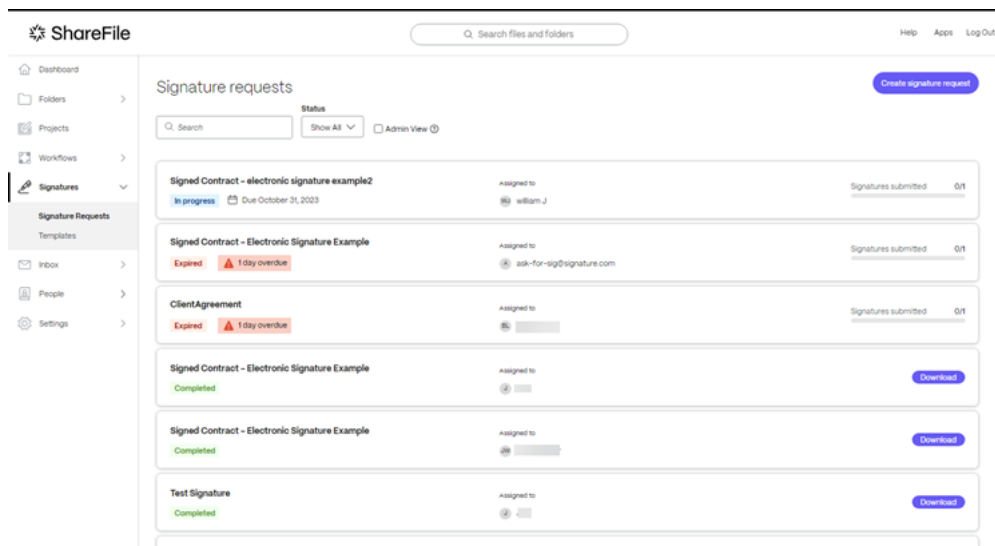 ShareFile
Search files and folders
Help Apps Log Out
Dashboard
Folders
Projects
Workflows
Signatures
Signature Requests
Templates
Inbox
People
Settings
Signature requests
Create signature request
Status
Search
Show All
Admin View
Signed Contract – electronic signature example2
In progress Due October 31, 2023
Assigned to
william J
Signatures submitted 0/1
Signed Contract – Electronic Signature Example
Expired 1 day overdue
Assigned to
A ask-for-sig@signature.com
Signatures submitted 0/1
ClientAgreement
Expired 1 day overdue
Assigned to
BL
Signatures submitted 0/1
Signed Contract – Electronic Signature Example
Completed
Assigned to
J
Download
Signed Contract – Electronic Signature Example
Completed
Assigned to
JW
Download
Test Signature
Completed
Assigned to
J
Download